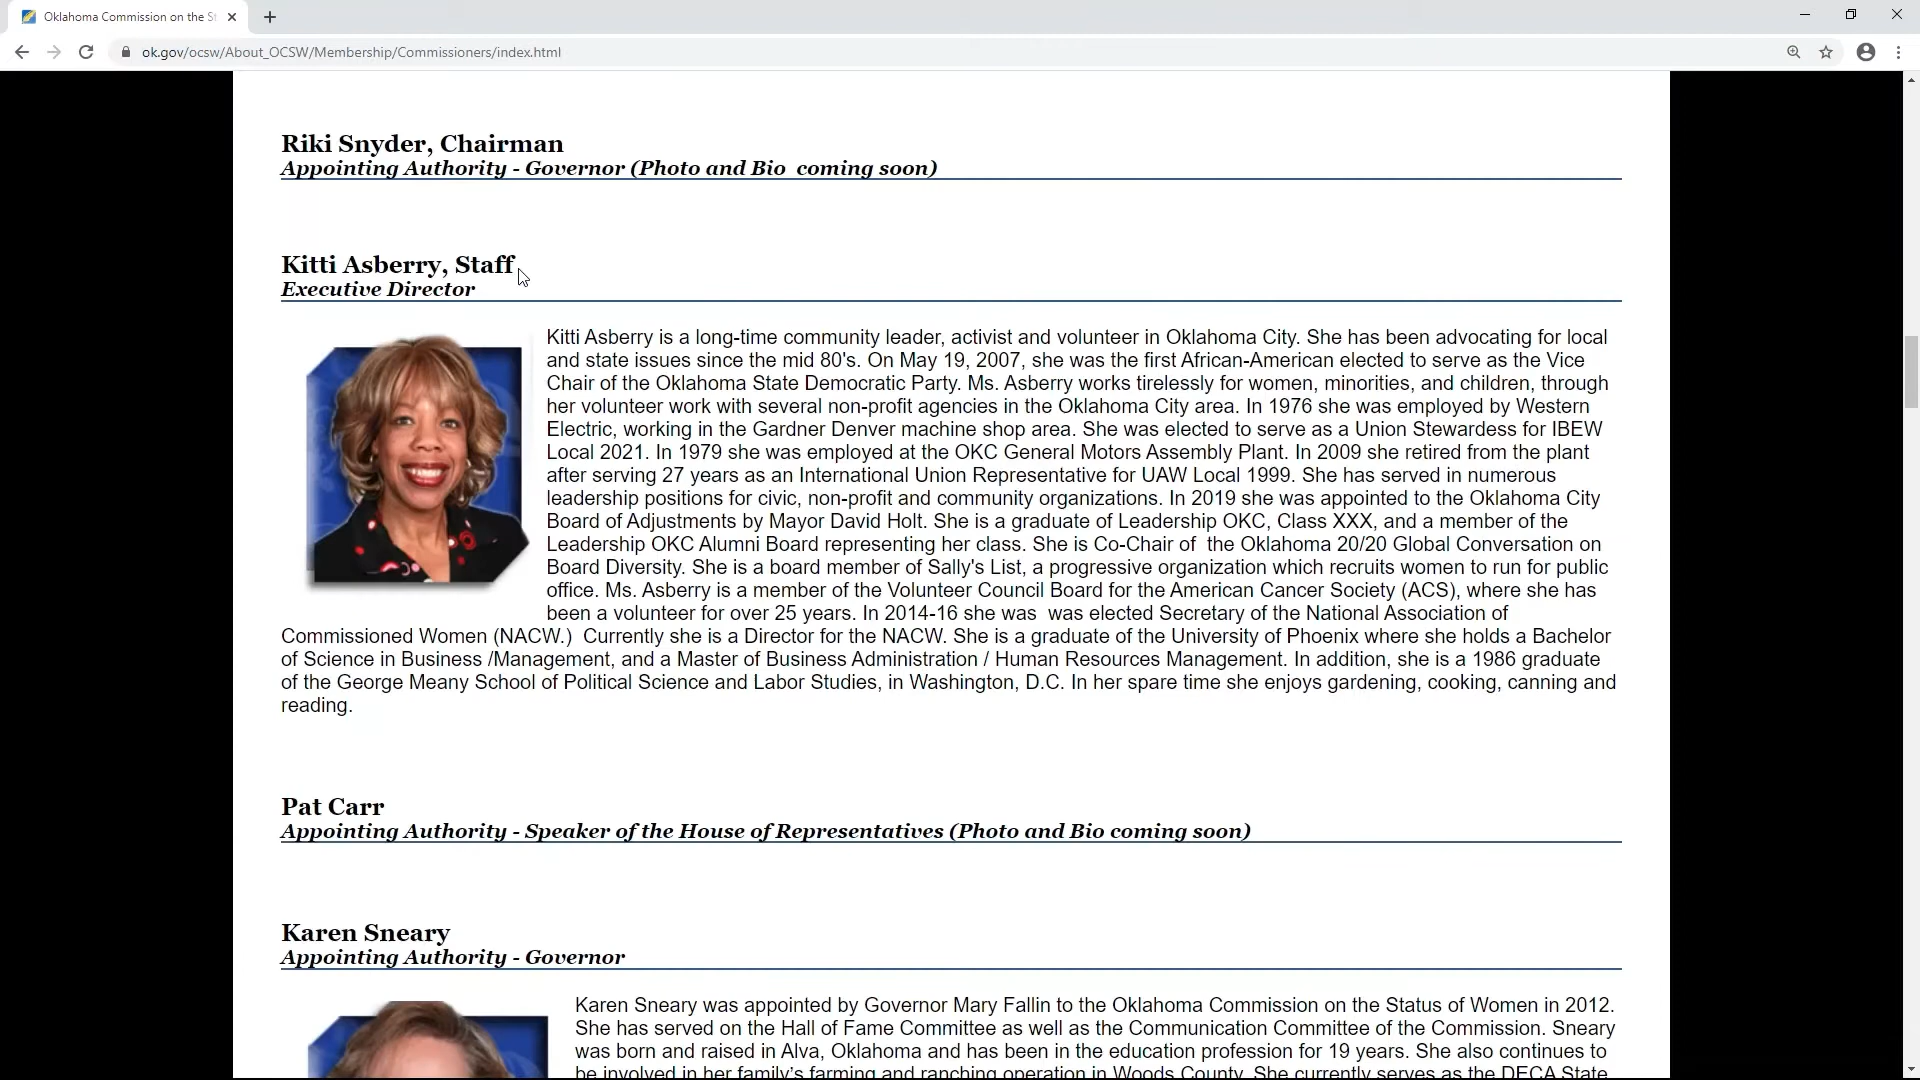 Oklahoma Commission on the St
ok.gov/ocsw/About_OCSW/Membership/Commissioners/index.html
Riki Snyder, Chairman
Appointing Authority - Governor (Photo and Bio  coming soon)
Kitti Asberry, Staff
Executive Director
Kitti Asberry is a long-time community leader, activist and volunteer in Oklahoma City. She has been advocating for local
and state issues since the mid 80's. On May 19, 2007, she was the first African-American elected to serve as the Vice
Chair of the Oklahoma State Democratic Party. Ms. Asberry works tirelessly for women, minorities, and children, through
her volunteer work with several non-profit agencies in the Oklahoma City area. In 1976 she was employed by Western
Electric, working in the Gardner Denver machine shop area. She was elected to serve as a Union Stewardess for IBEW
Local 2021. In 1979 she was employed at the OKC General Motors Assembly Plant. In 2009 she retired from the plant
after serving 27 years as an International Union Representative for UAW Local 1999. She has served in numerous
leadership positions for civic, non-profit and community organizations. In 2019 she was appointed to the Oklahoma City
Board of Adjustments by Mayor David Holt. She is a graduate of Leadership OKC, Class XXX, and a member of the
Leadership OKC Alumni Board representing her class. She is Co-Chair of  the Oklahoma 20/20 Global Conversation on
Board Diversity. She is a board member of Sally's List, a progressive organization which recruits women to run for public
office. Ms. Asberry is a member of the Volunteer Council Board for the American Cancer Society (ACS), where she has
been a volunteer for over 25 years. In 2014-16 she was  was elected Secretary of the National Association of
Commissioned Women (NACW.)  Currently she is a Director for the NACW. She is a graduate of the University of Phoenix where she holds a Bachelor
of Science in Business /Management, and a Master of Business Administration / Human Resources Management. In addition, she is a 1986 graduate
of the George Meany School of Political Science and Labor Studies, in Washington, D.C. In her spare time she enjoys gardening, cooking, canning and
reading.
Pat Carr
Appointing Authority - Speaker of the House of Representatives (Photo and Bio coming soon)
Karen Sneary
Appointing Authority - Governor
Karen Sneary was appointed by Governor Mary Fallin to the Oklahoma Commission on the Status of Women in 2012.
She has served on the Hall of Fame Committee as well as the Communication Committee of the Commission. Sneary
was born and raised in Alva, Oklahoma and has been in the education profession for 19 years. She also continues to
be involved in her family's farming and ranching operation in Woods County. She currently serves as the DECA State